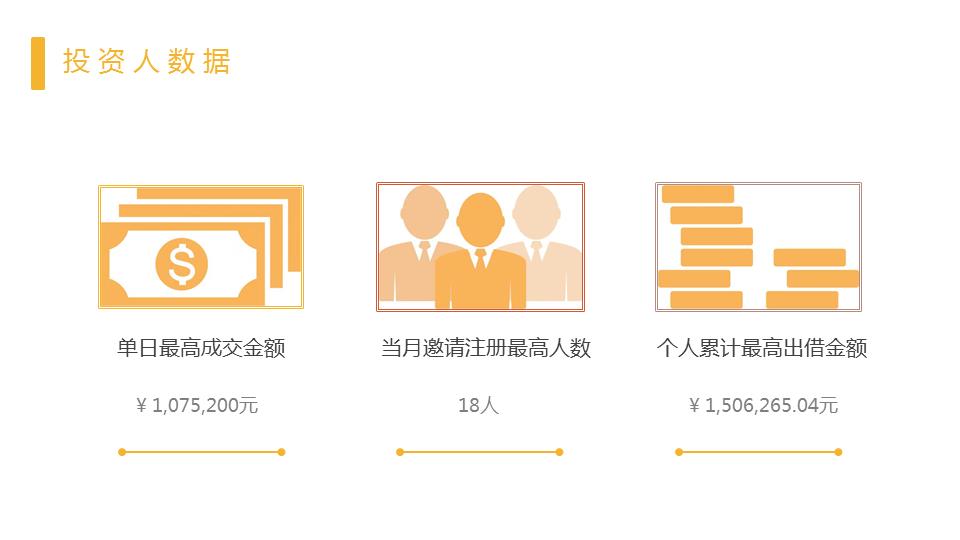 投资人数据
$
单日最高成交金额
当月邀请注册最高人数
个人累计最高出借金额
¥1,075,200元
18人
¥1,506,265.04元